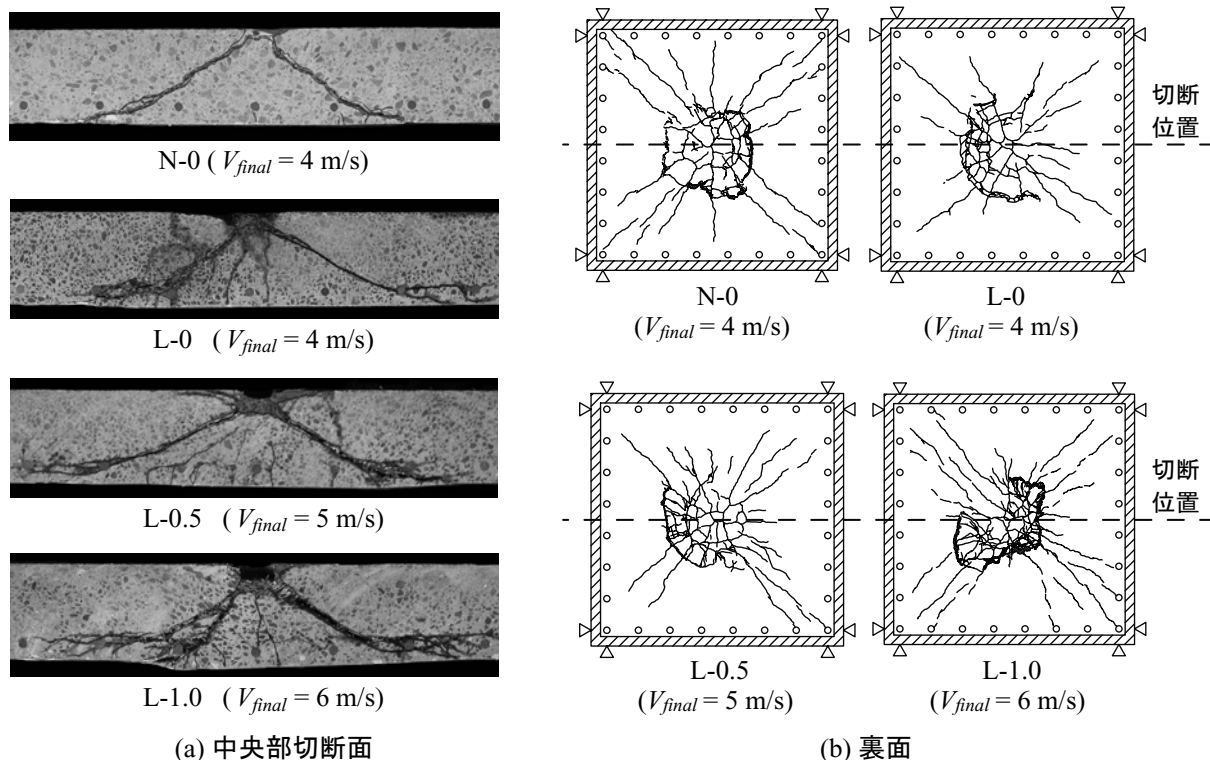 N-0 ( V_final = 4 m/s)
L-0 ( V_final = 4 m/s)
L-0.5 ( V_final = 5 m/s)
L-1.0 ( V_final = 6 m/s)
(a) 中央部切断面
切断
位置
N-0
(V_final = 4 m/s)
L-0
(V_final = 4 m/s)
切断
位置
L-0.5
(V_final = 5 m/s)
L-1.0
(V_final = 6 m/s)
(b) 裏面